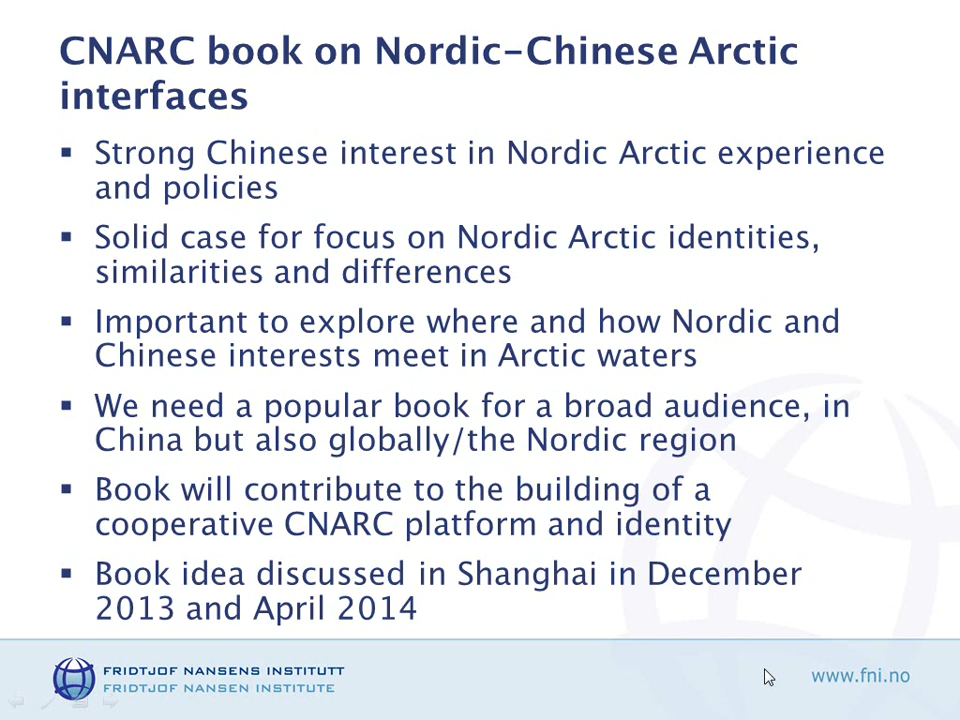 CNARC book on Nordic-Chinese Arctic
interfaces
▪ Strong Chinese interest in Nordic Arctic experience
and policies
▪ Solid case for focus on Nordic Arctic identities,
similarities and differences
▪ Important to explore where and how Nordic and
Chinese interests meet in Arctic waters
▪ We need a popular book for a broad audience, in
China but also globally/the Nordic region
▪ Book will contribute to the building of a
cooperative CNARC platform and identity
▪ Book idea discussed in Shanghai in December
2013 and April 2014
FRIDTJOF NANSENS INSTITUTT
FRIDTJOF NANSEN INSTITUTE
www.fni.no